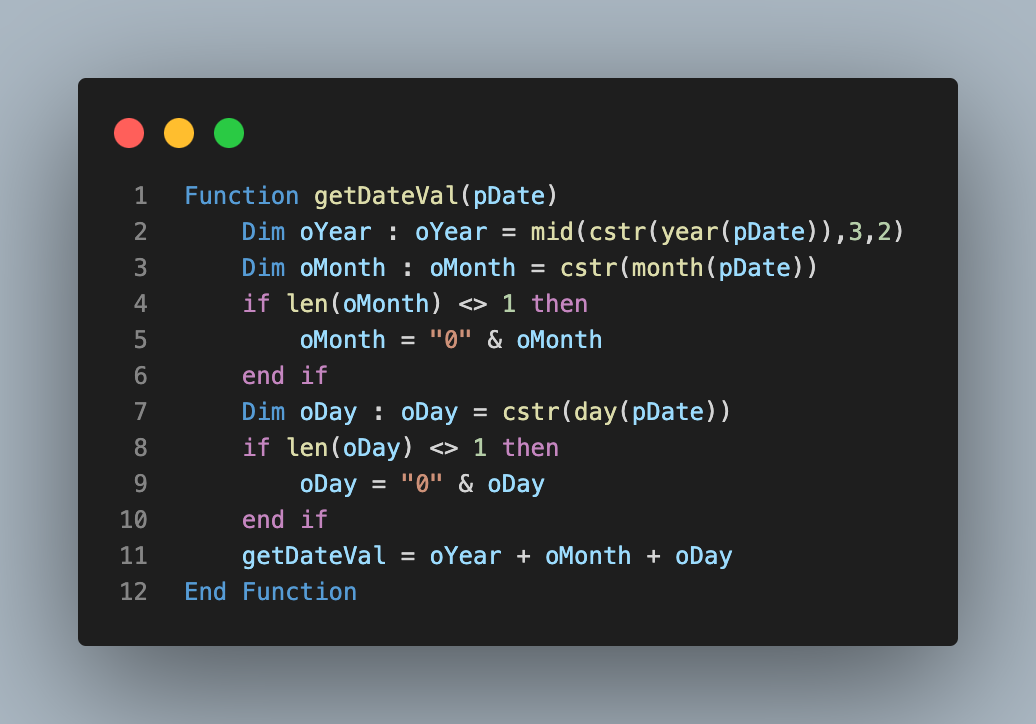 1 Function getDateVal(pDate)
2 Dim oYear : oYear = mid(cstr(year(pDate)),3,2)
3 Dim oMonth : oMonth = cstr(month(pDate))
4 if len(oMonth) <> 1 then
5 oMonth = "0" & oMonth
6 end if
7 Dim oDay : oDay = cstr(day(pDate))
8 if len(oDay) <> 1 then
9 oDay = "0" & oDay
10 end if
11 getDateVal = oYear + oMonth + oDay
12 End Function